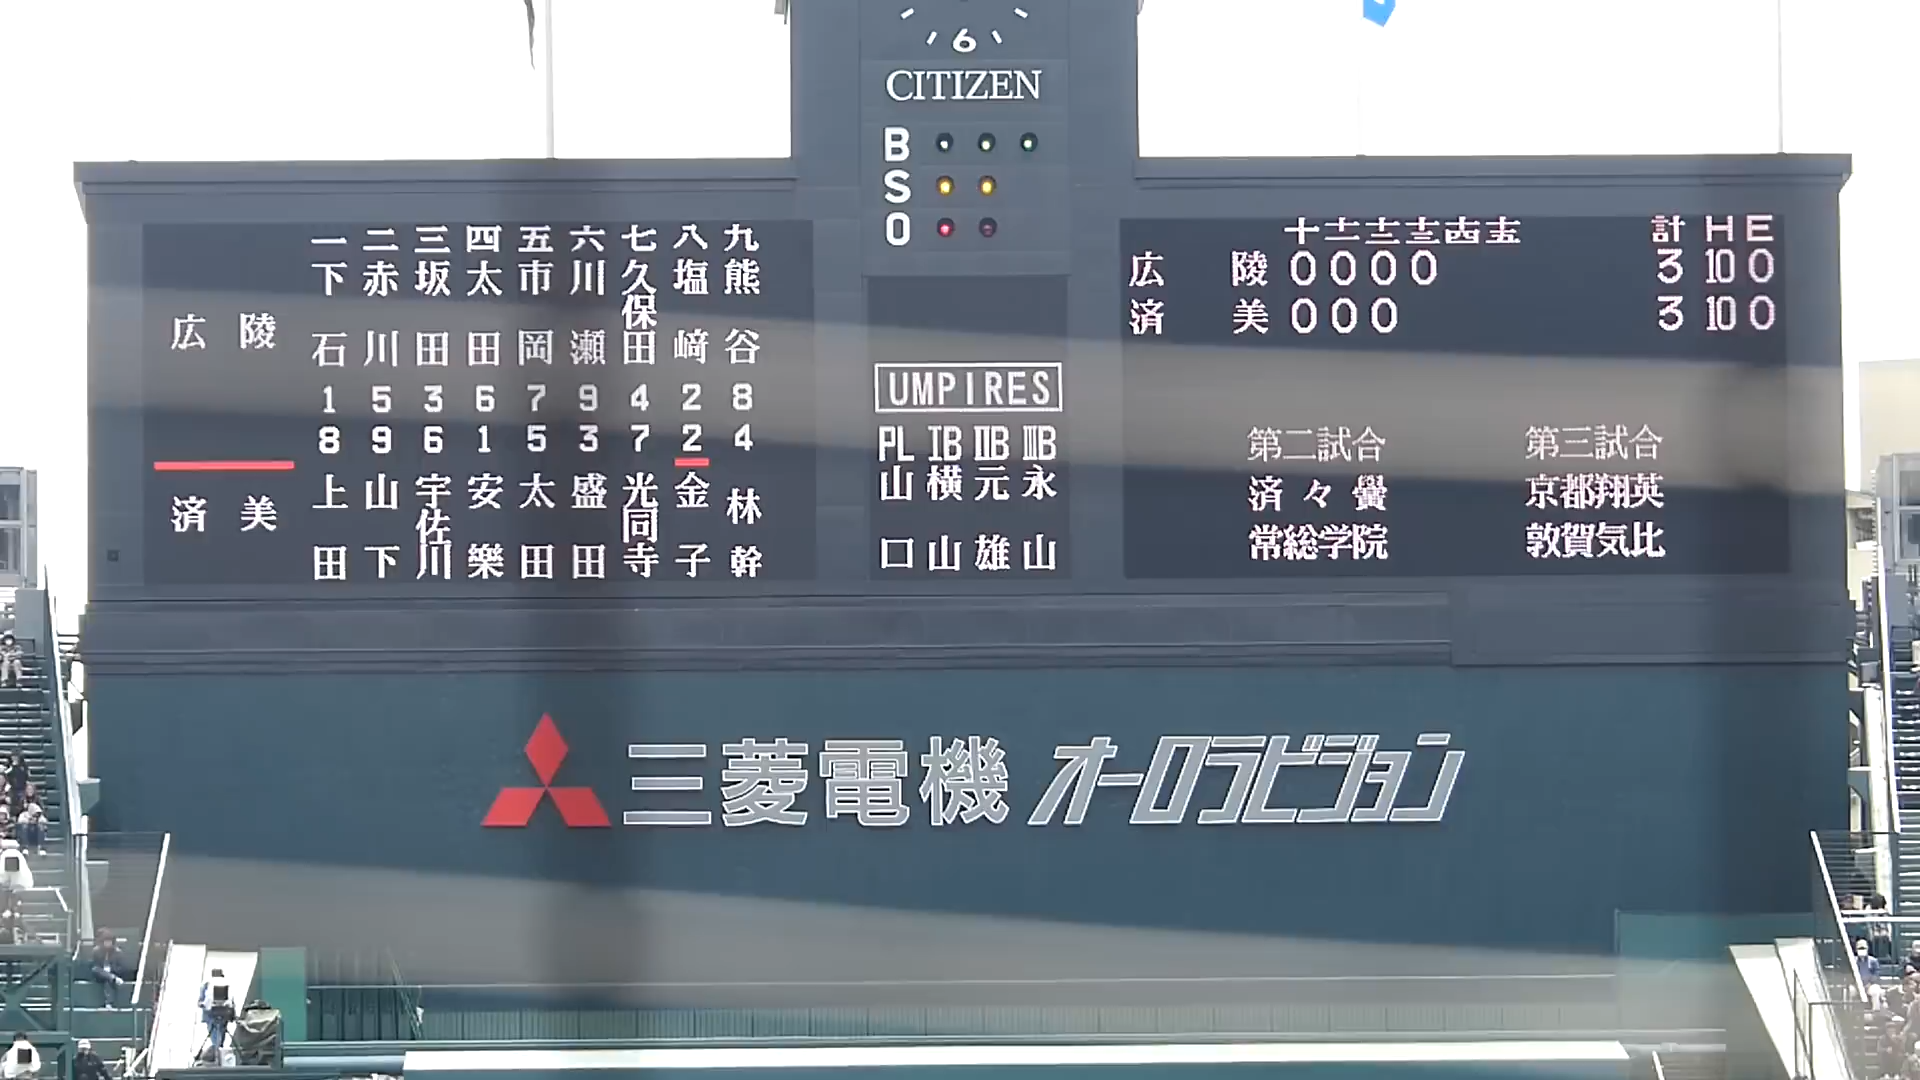 6
CITIZEN
B
S
O
一 二 三 四 五 六 七 八 九
広陵
下石 赤川 坂田 太田 市岡 川瀬 久保田 塩﨑 熊谷
1 5 3 6 7 9 4 2 8
8 9 6 1 5 3 7 2 4
済美
上田 山下 宇佐川 安樂 太田 盛田 光同寺 金子 林幹
UMPIRES
PL ⅠB ⅡB ⅢB
山口 横山 元雄 永山
十 十一 十二 十三 十四 十五 計 H E
広陵 0 0 0 0 3 10 0
済美 0 0 0 3 10 0
第二試合 第三試合
済々黌 京都翔英
常総学院 敦賀気比
三菱電機 オーロラビジョン